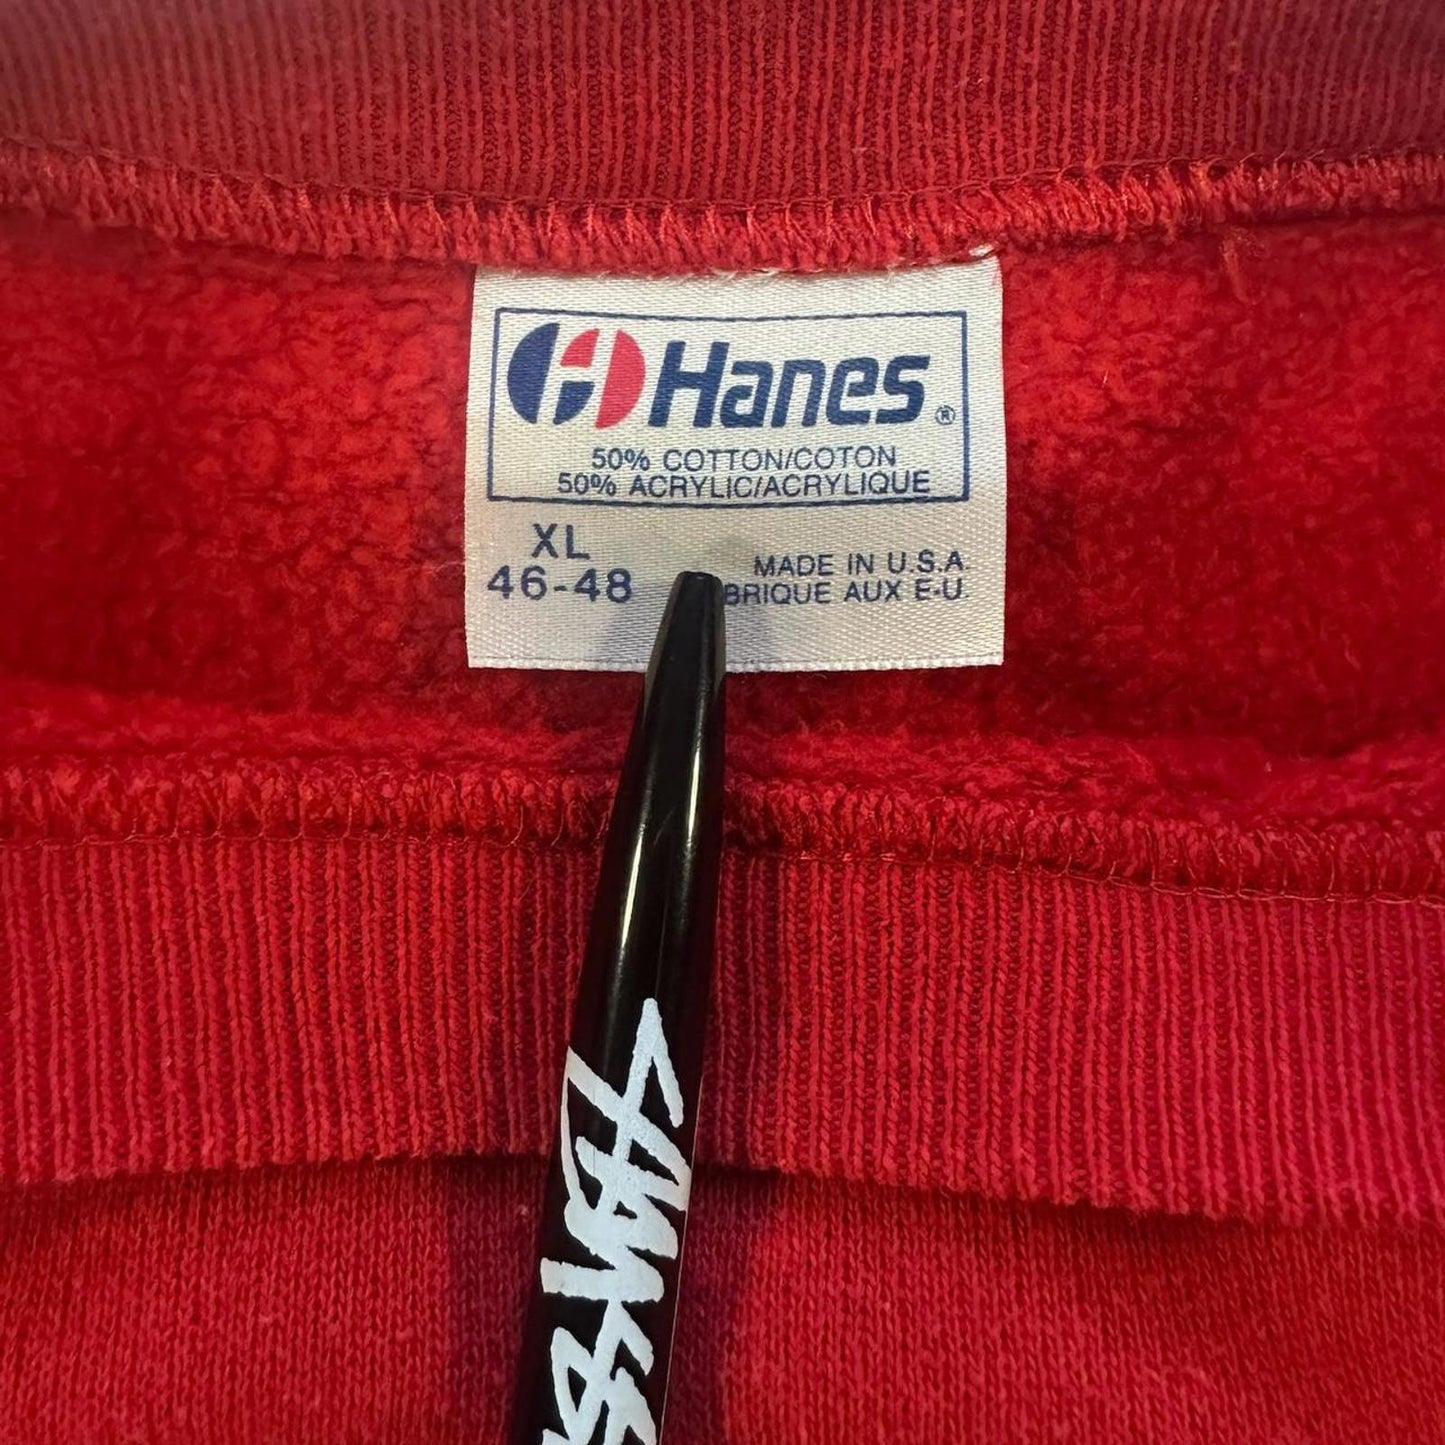 Hanes®
50% COTTON/COTON
50% ACRYLIC/ACRYLIQUE
XL
46-48
MADE IN U.S.A.
BRIQUE AUX E-U.